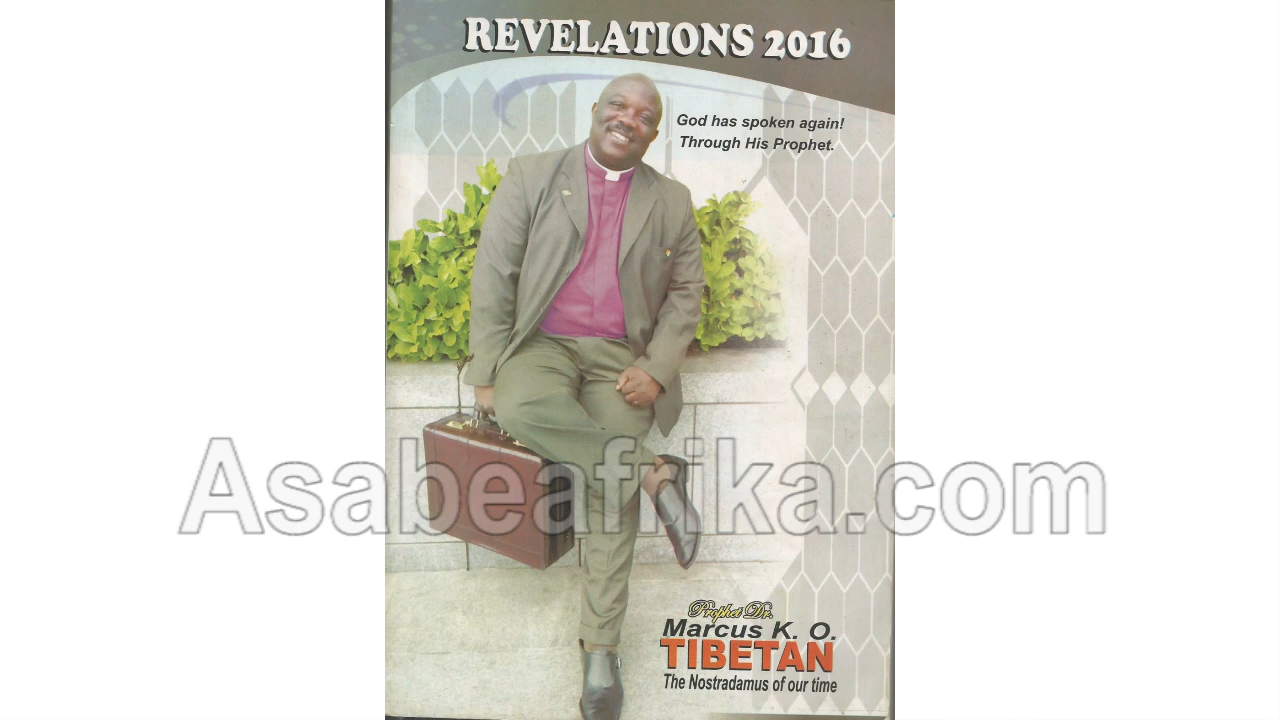 REVELATIONS 2016
God has spoken again!
Through His Prophet.
Asabeafrika.com
Prophet Dr.
Marcus K. O.
TIBETAN
The Nostradamus of our time